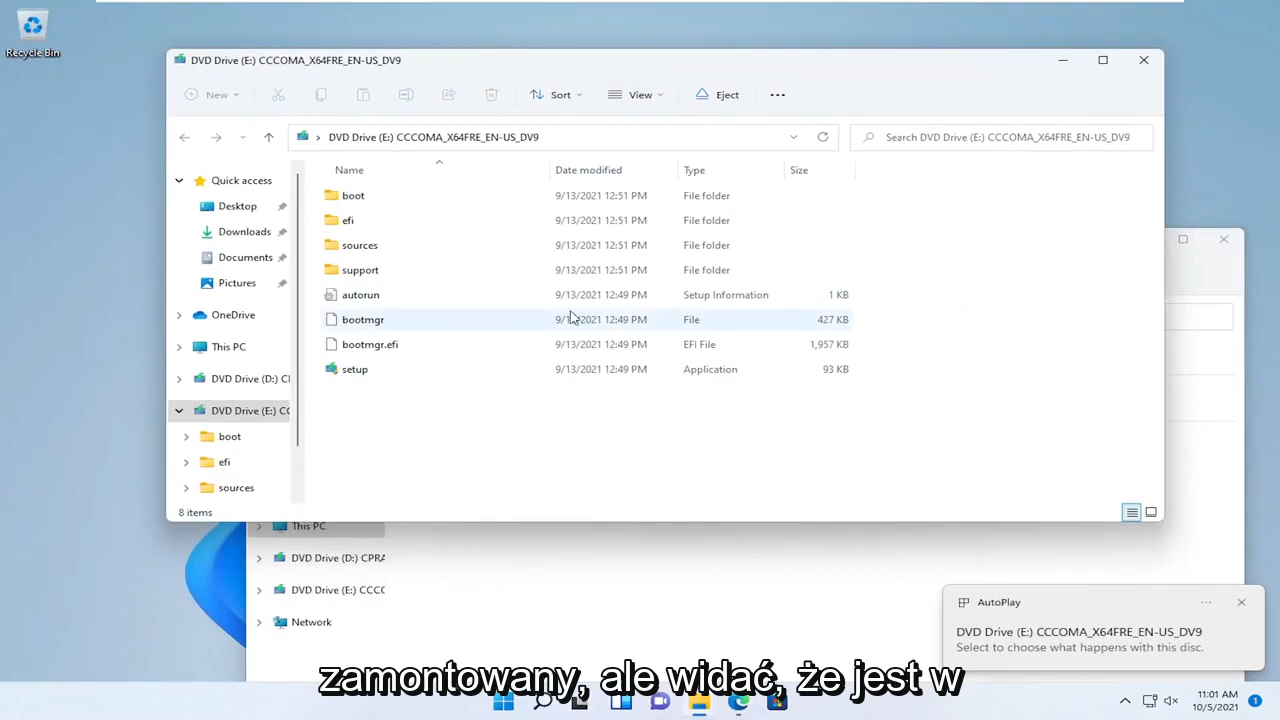 Recycle Bin
DVD Drive (E:) CCCOMA_X64FRE_EN-US_DV9
New
Sort
View
Eject
DVD Drive (E:) CCCOMA_X64FRE_EN-US_DV9
Search DVD Drive (E:) CCCOMA_X64FRE_EN-US_DV9
Name Date modified Type Size
boot 9/13/2021 12:51 PM File folder
efi 9/13/2021 12:51 PM File folder
sources 9/13/2021 12:51 PM File folder
support 9/13/2021 12:51 PM File folder
autorun 9/13/2021 12:49 PM Setup Information 1 KB
bootmgr 9/13/2021 12:49 PM File 427 KB
bootmgr.efi 9/13/2021 12:49 PM EFI File 1,957 KB
setup 9/13/2021 12:49 PM Application 93 KB
Quick access
Desktop
Downloads
Documents
Pictures
OneDrive
This PC
DVD Drive (D:) C
DVD Drive (E:) CC
boot
efi
sources
8 items
This PC
DVD Drive (D:) CPRA
DVD Drive (E:) CCC
Network
AutoPlay
DVD Drive (E:) CCCOMA_X64FRE_EN-US_DV9
Select to choose what happens with this disc.
zamontowany, ale widać, że jest w
11:01 AM
10/5/2021
1